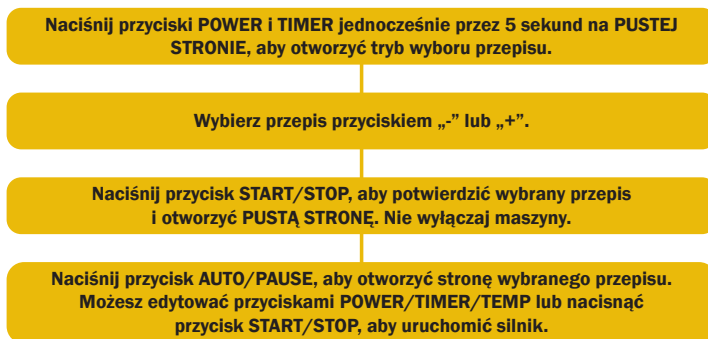 Naciśnij przyciski POWER i TIMER jednocześnie przez 5 sekund na PUSTEJ
STRONIE, aby otworzyć tryb wyboru przepisu.
Wybierz przepis przyciskiem „-” lub „+”.
Naciśnij przycisk START/STOP, aby potwierdzić wybrany przepis
i otworzyć PUSTĄ STRONĘ. Nie wyłączaj maszyny.
Naciśnij przycisk AUTO/PAUSE, aby otworzyć stronę wybranego przepisu.
Możesz edytować przyciskami POWER/TIMER/TEMP lub nacisnąć
przycisk START/STOP, aby uruchomić silnik.